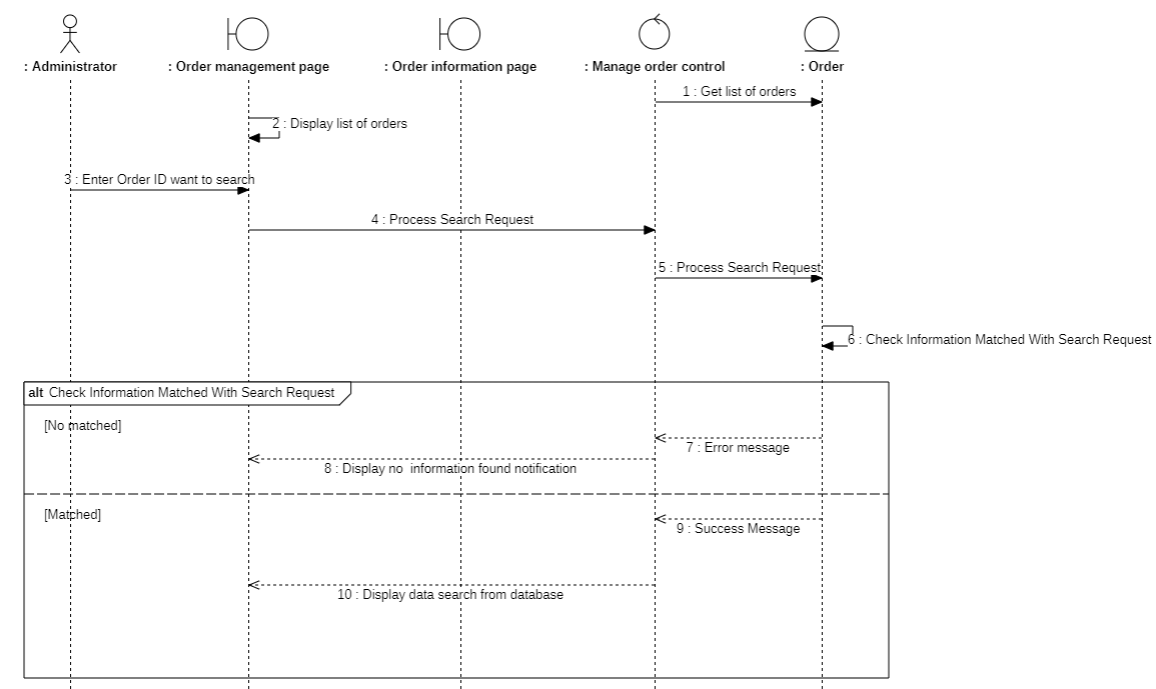 : Administrator
: Order management page
: Order information page
: Manage order control
: Order
1 : Get list of orders
2 : Display list of orders
3 : Enter Order ID want to search
4 : Process Search Request
5 : Process Search Request
6 : Check Information Matched With Search Request
alt Check Information Matched With Search Request
[No matched]
7 : Error message
8 : Display no  information found notification
[Matched]
9 : Success Message
10 : Display data search from database